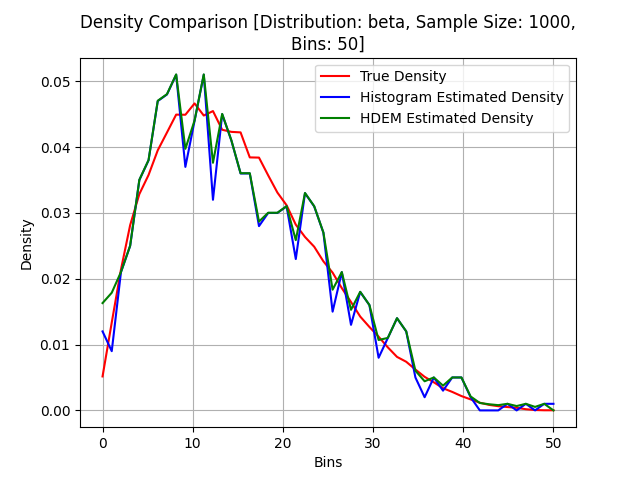 Density Comparison [Distribution: beta, Sample Size: 1000,
Bins: 50]
True Density
Histogram Estimated Density
HDEM Estimated Density
Density
0.05
0.04
0.03
0.02
0.01
0.00
0 10 20 30 40 50
Bins